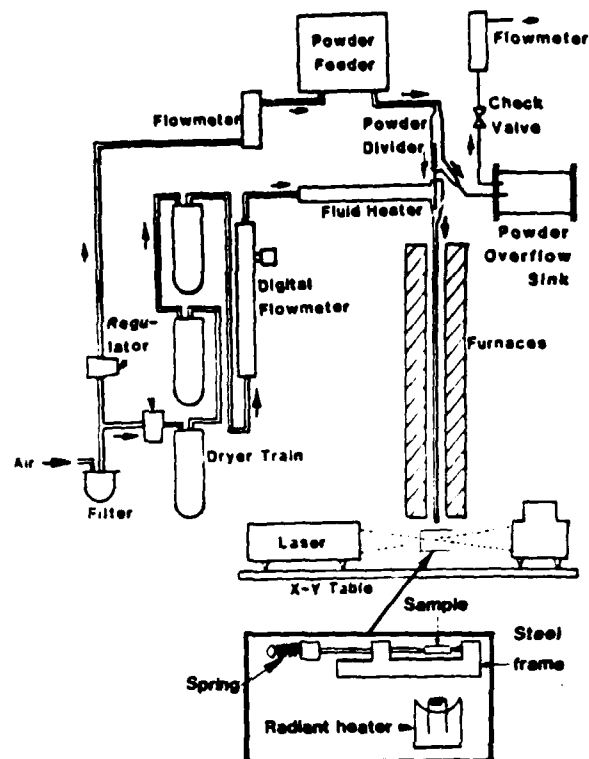 Powder
Feeder
Flowmeter
Flowmeter
Check
Valve
Powder
Divider
Fluid Heater
Powder
Overflow
Sink
Digital
Flowmeter
Furnaces
Regu-
lator
Air
Dryer Train
Filter
Laser
X-Y Table
Sample
Steel
frame
Spring
Radiant heater